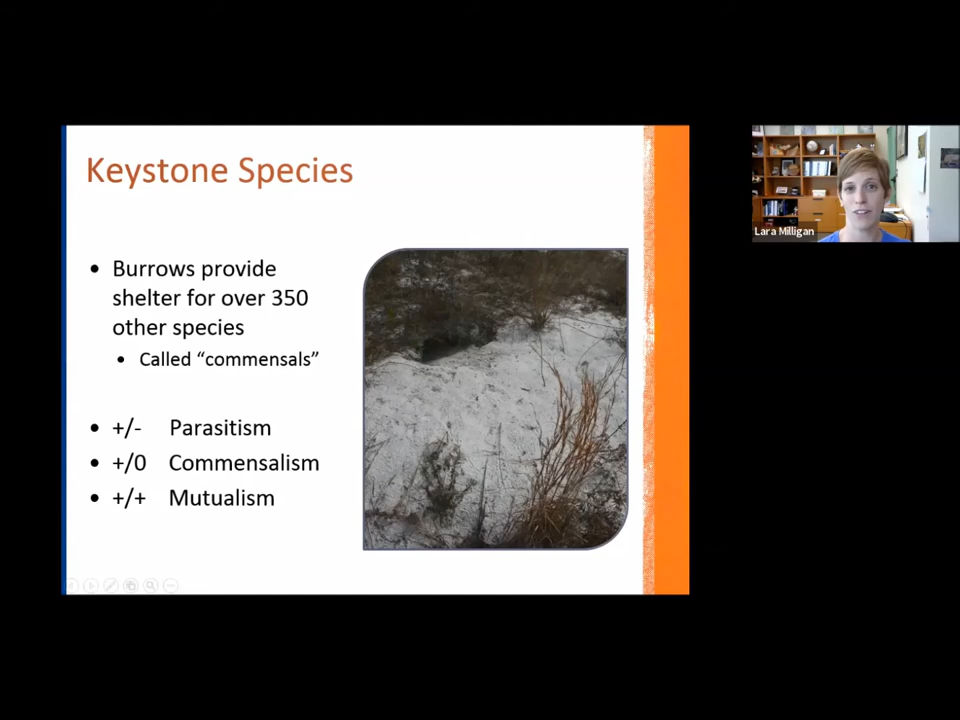 Keystone Species
• Burrows provide
shelter for over 350
other species
• Called “commensals”
• +/- Parasitism
• +/0 Commensalism
• +/+ Mutualism
Lara Milligan